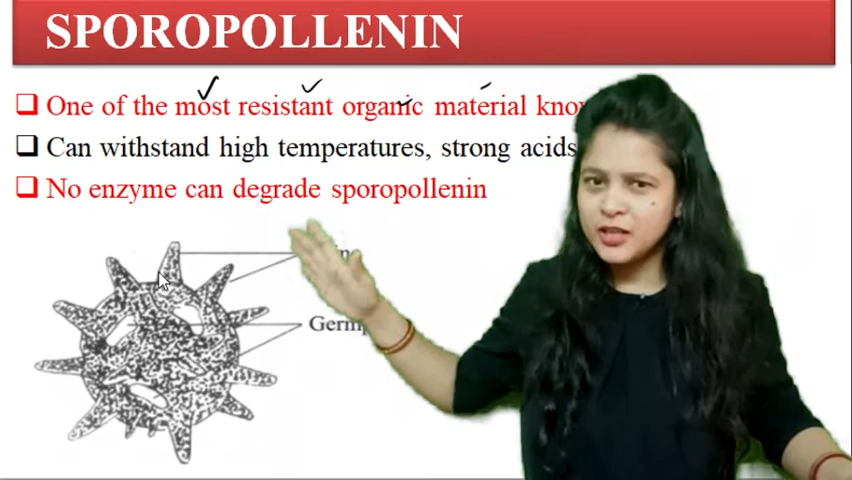 SPOROPOLLENIN
One of the most resistant organic material
Can withstand high temperatures, strong acids
No enzyme can degrade sporopollenin